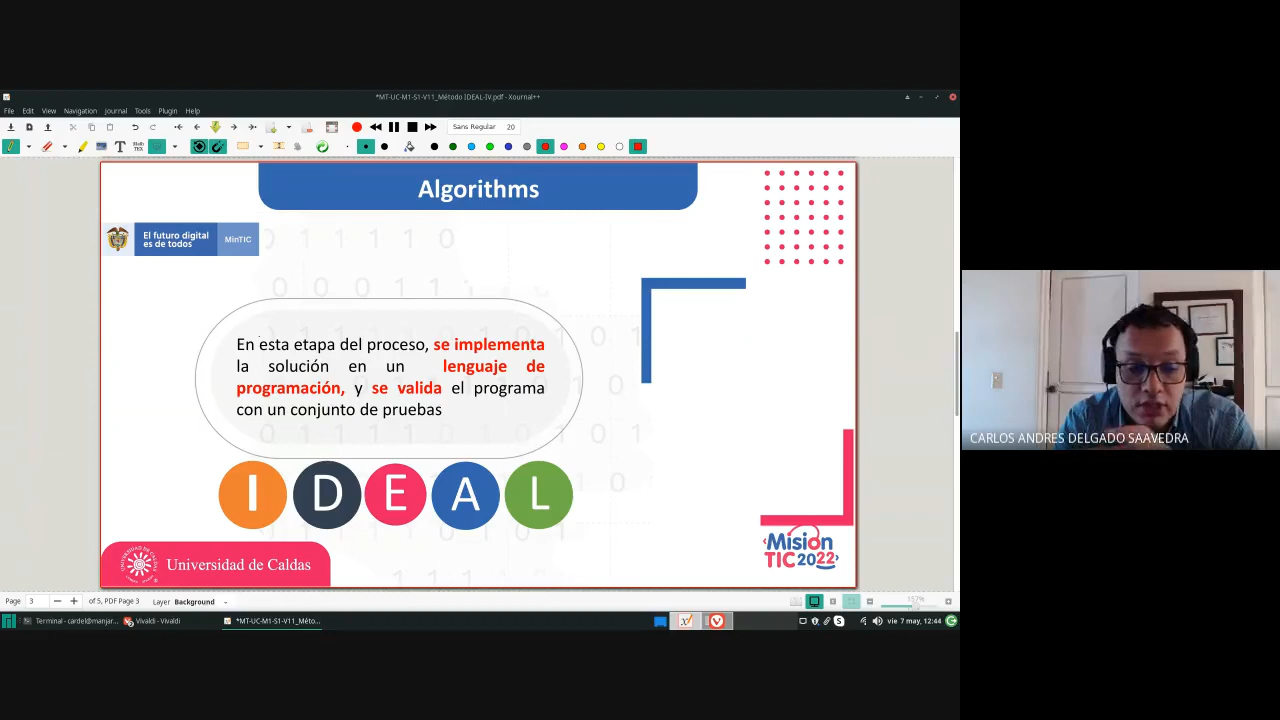 *MT-UC-M1-S1-V11_Método IDEAL-IV.pdf - Xournal++
File Edit View Navigation Journal Tools Plugin Help
Sans Regular 20
Algorithms
El futuro digital
es de todos
MinTIC
En esta etapa del proceso, se implementa
la solución en un lenguaje de
programación, y se valida el programa
con un conjunto de pruebas
I D E A L
Universidad de Caldas
Misión
TIC 2022
CARLOS ANDRES DELGADO SAAVEDRA
Page 3 of 5, PDF Page 3 Layer Background
157%
Terminal - cardel@manjar... Vivaldi - Vivaldi *MT-UC-M1-S1-V11_Méto... vie 7 may, 12:44